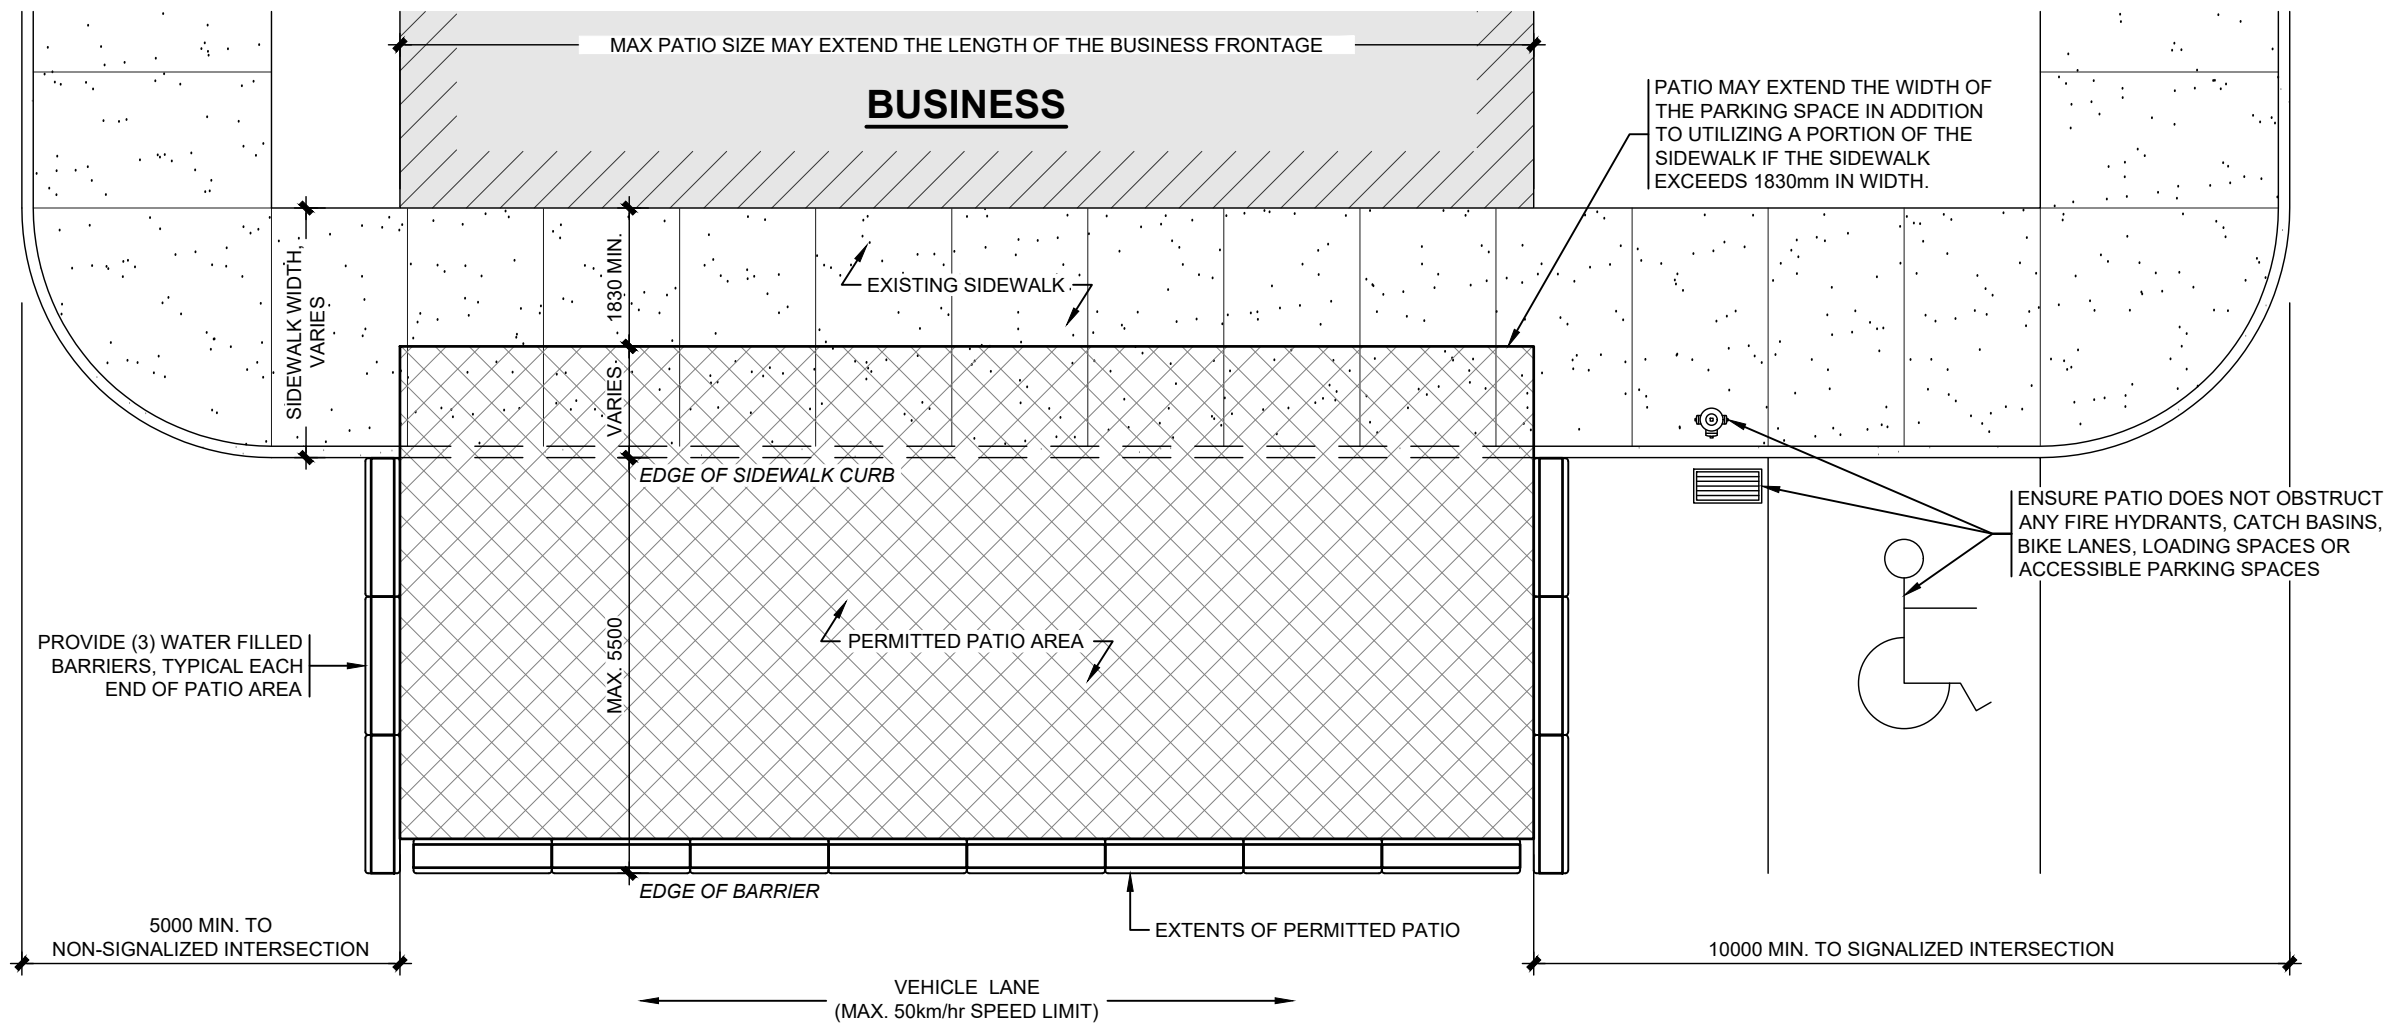 MAX PATIO SIZE MAY EXTEND THE LENGTH OF THE BUSINESS FRONTAGE
BUSINESS
PATIO MAY EXTEND THE WIDTH OF
THE PARKING SPACE IN ADDITION
TO UTILIZING A PORTION OF THE
SIDEWALK IF THE SIDEWALK
EXCEEDS 1830mm IN WIDTH.
SIDEWALK WIDTH,
VARIES
1830 MIN.
EXISTING SIDEWALK
VARIES
EDGE OF SIDEWALK CURB
ENSURE PATIO DOES NOT OBSTRUCT
ANY FIRE HYDRANTS, CATCH BASINS,
BIKE LANES, LOADING SPACES OR
ACCESSIBLE PARKING SPACES
PROVIDE (3) WATER FILLED
BARRIERS, TYPICAL EACH
END OF PATIO AREA
MAX. 5500
PERMITTED PATIO AREA
EDGE OF BARRIER
EXTENTS OF PERMITTED PATIO
5000 MIN. TO
NON-SIGNALIZED INTERSECTION
10000 MIN. TO SIGNALIZED INTERSECTION
VEHICLE LANE
(MAX. 50km/hr SPEED LIMIT)